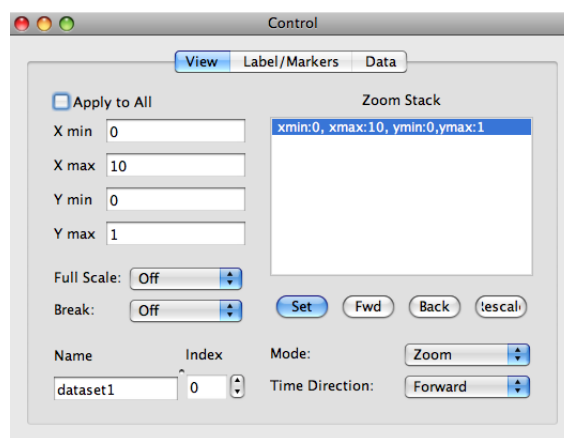 Control
View Label/Markers Data
Apply to All
Zoom Stack
X min 0
xmin:0, xmax:10, ymin:0,ymax:1
X max 10
Y min 0
Y max 1
Full Scale: Off
Break: Off
Set Fwd Back
Name Index
Mode: Zoom
dataset1 0
Time Direction: Forward